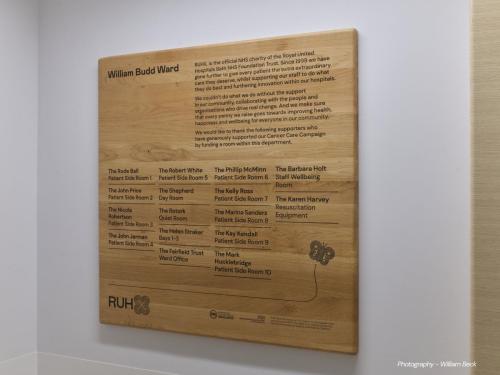 William Budd Ward
RUHX, is the official NHS charity of the Royal United
Hospitals Bath NHS Foundation Trust. Since 1999 we have
gone further to give every patient the extra extraordinary
care they deserve, whilst supporting our staff to do what
they do best and furthering innovation within our hospitals.
We couldn't do what we do without the support
in our community, collaborating with the people and
organisations who drive real change. And we make sure
that every penny we raise goes towards improving health,
happiness and wellbeing for everyone in our community.
We would like to thank the following supporters who
have generously supported our Cancer Care Campaign
by funding a room within this department.
The Rode Ball
Patient Side Room 1
The John Price
Patient Side Room 2
The Nicola
Robertson
Patient Side Room 3
The John Jarman
Patient Side Room 4
The Robert White
Patient Side Room 5
The Shepherd
Day Room
The Rotork
Quiet Room
The Helen Straker
Bays 1-3
The Fairfield Trust
Ward Office
The Phillip McMinn
Patient Side Room 6
The Kelly Ross
Patient Side Room 7
The Marina Sanders
Patient Side Room 8
The Kay Kendall
Patient Side Room 9
The Mark
Hucklebridge
Patient Side Room 10
The Barbara Holt
Staff Wellbeing
Room
The Karen Harvey
Resuscitation
Equipment
RUHX
Photography – William Beck